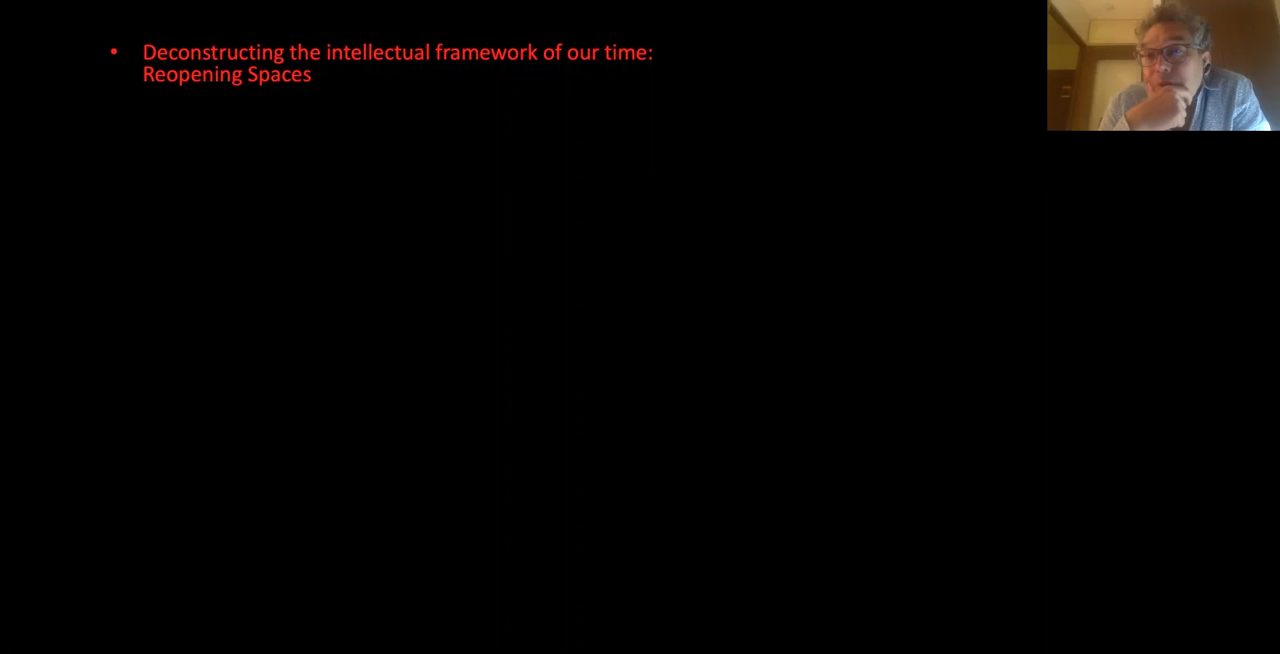 • Deconstructing the intellectual framework of our time:
Reopening Spaces